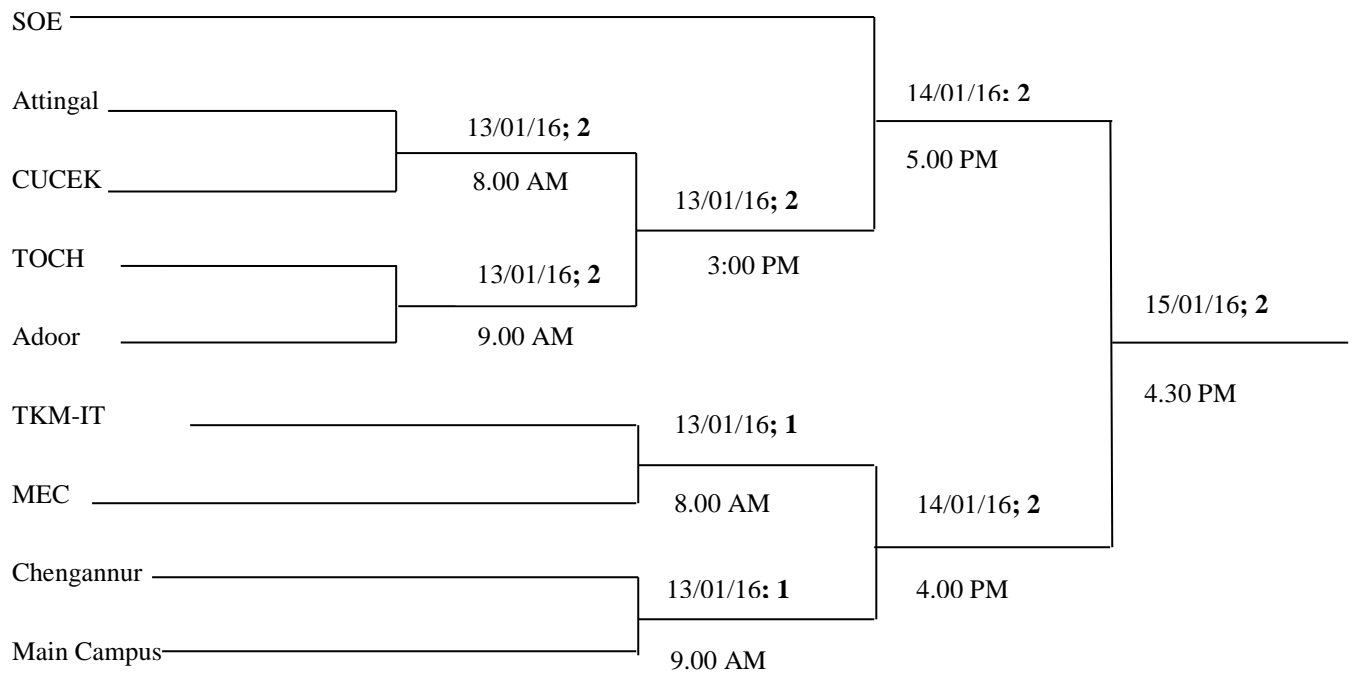 SOE
14/01/16: 2
Attingal
13/01/16; 2
5.00 PM
CUCEK
8.00 AM
13/01/16; 2
TOCH
13/01/16; 2
3:00 PM
15/01/16; 2
Adoor
9.00 AM
4.30 PM
TKM-IT
13/01/16; 1
MEC
8.00 AM
14/01/16; 2
Chengannur
13/01/16: 1
4.00 PM
Main Campus
9.00 AM